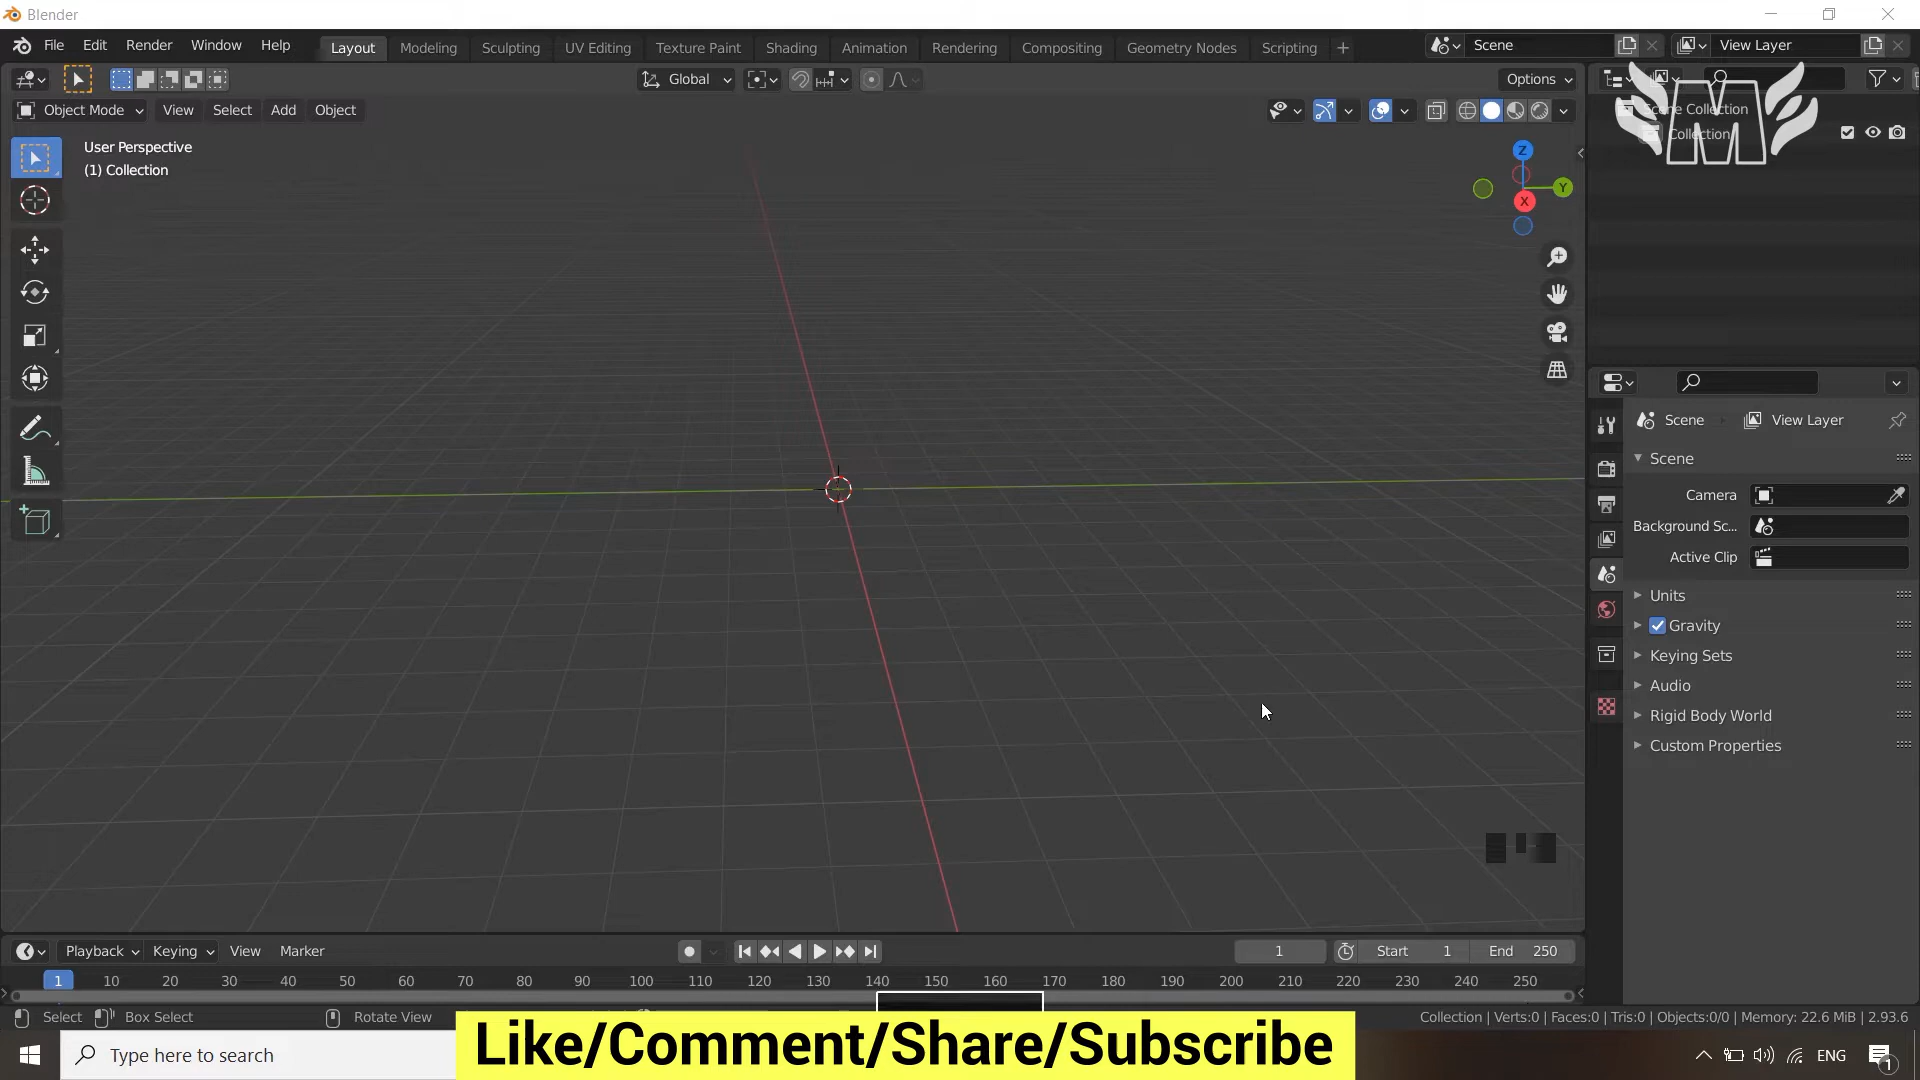 Blender
File Edit Render Window Help Layout Modeling Sculpting UV Editing Texture Paint Shading Animation Rendering Compositing Geometry Nodes Scripting + Scene View Layer
Global Options
Object Mode View Select Add Object
User Perspective
(1) Collection
Scene Collection
Collection
Z
Y
X
Scene View Layer
Scene
Camera
Background Sc...
Active Clip
Units
Gravity
Keying Sets
Audio
Rigid Body World
Custom Properties
Playback Keying View Marker 1 Start 1 End 250
1 10 20 30 40 50 60 70 80 90 100 110 120 130 140 150 160 170 180 190 200 210 220 230 240 250
Select Box Select Rotate View Collection | Verts:0 | Faces:0 | Tris:0 | Objects:0/0 | Memory: 22.6 MiB | 2.93.6
Like/Comment/Share/Subscribe
Type here to search ENG 1